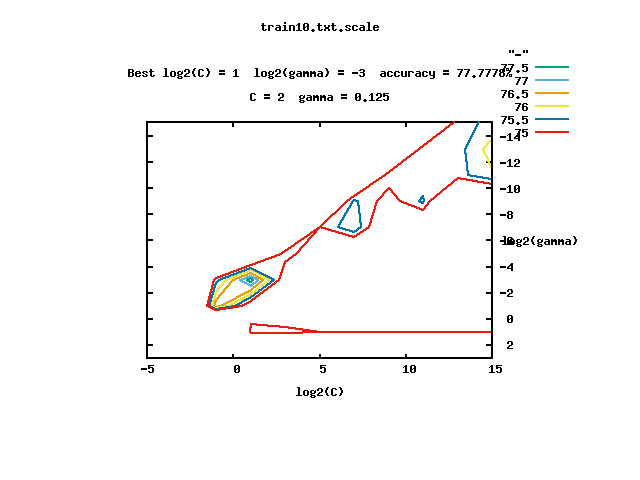 train10.txt.scale
"-"
Best log2(C) = 1 log2(gamma) = -3 accuracy = 77.7778%
77.5
77
C = 2 gamma = 0.125
76.5
76
75.5
75
-14
-12
-10
-8
-6
log2(gamma)
-4
-2
0
2
-5 0 5 10 15
log2(C)